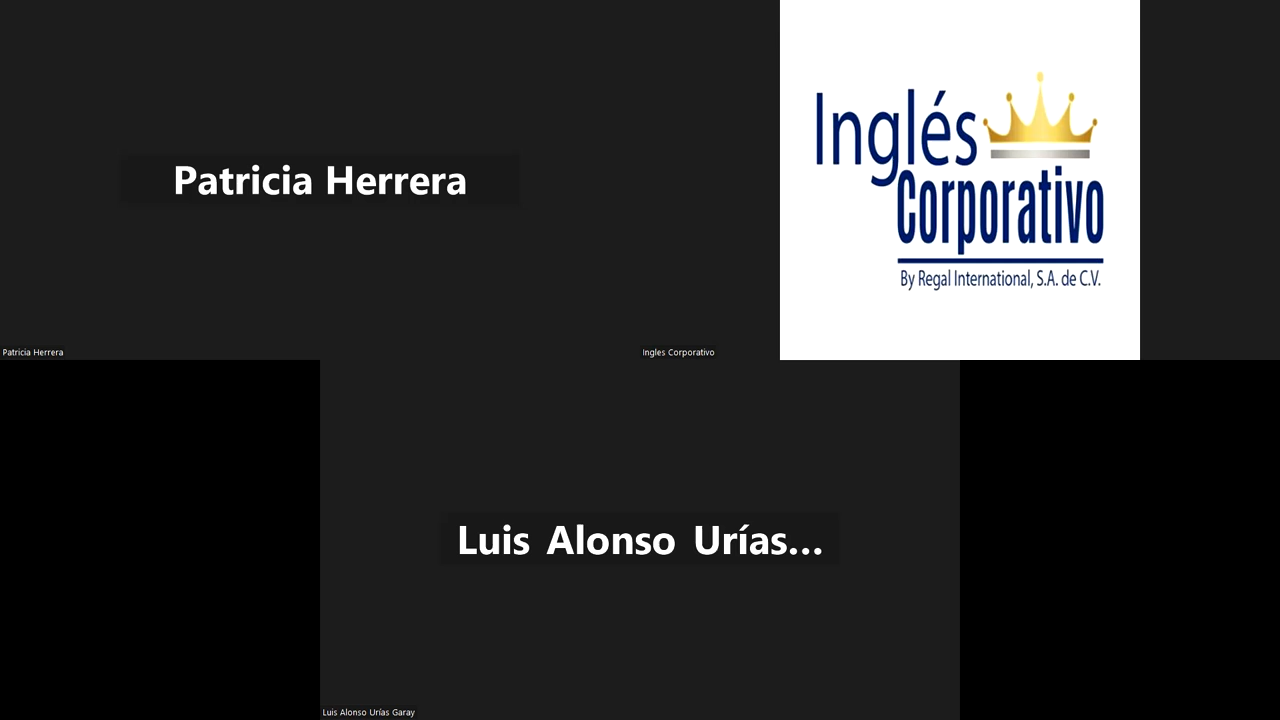 Patricia Herrera
Patricia Herrera
Inglés
Corporativo
By Regal International, S.A. de C.V.
Ingles Corporativo
Luis Alonso Urías...
Luis Alonso Urías Garay